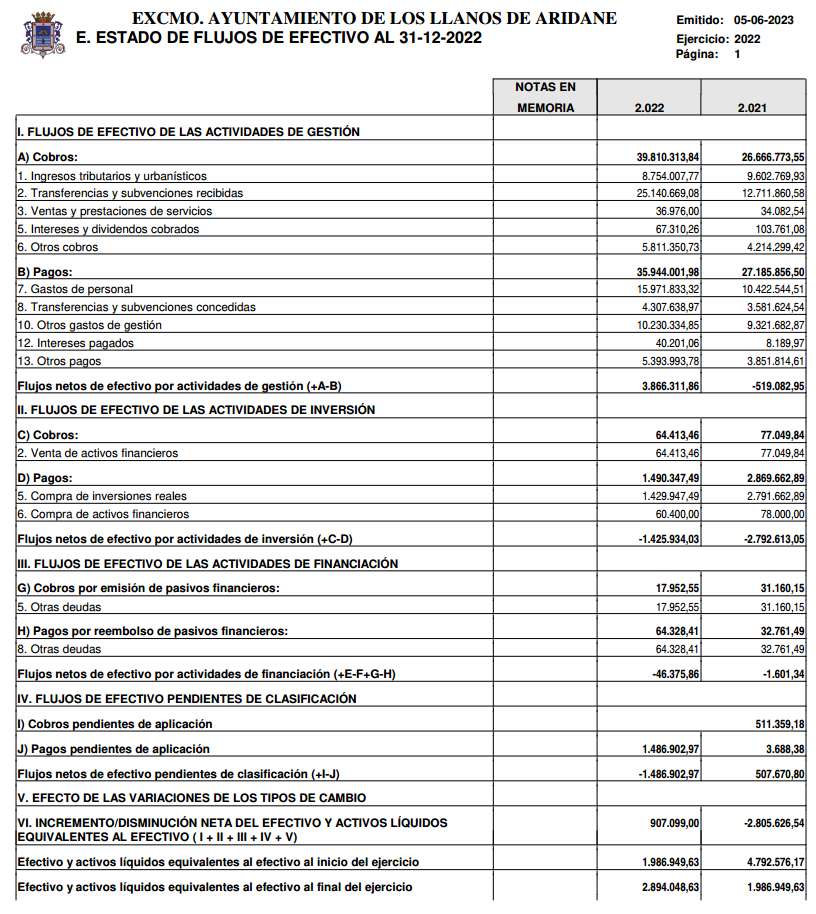 EXCMO. AYUNTAMIENTO DE LOS LLANOS DE ARIDANE
E. ESTADO DE FLUJOS DE EFECTIVO AL 31-12-2022
Emitido: 05-06-2023
Ejercicio: 2022
Página: 1
NOTAS EN
MEMORIA 2.022 2.021
I. FLUJOS DE EFECTIVO DE LAS ACTIVIDADES DE GESTIÓN
A) Cobros: 39.810.313,84 26.666.773,55
1. Ingresos tributarios y urbanísticos 8.754.007,77 9.602.769,93
2. Transferencias y subvenciones recibidas 25.140.669,08 12.711.860,58
3. Ventas y prestaciones de servicios 36.976,00 34.082,54
5. Intereses y dividendos cobrados 67.310,26 103.761,08
6. Otros cobros 5.811.350,73 4.214.299,42
B) Pagos: 35.944.001,98 27.185.856,50
7. Gastos de personal 15.971.833,32 10.422.544,51
8. Transferencias y subvenciones concedidas 4.307.638,97 3.581.624,54
10. Otros gastos de gestión 10.230.334,85 9.321.682,87
12. Intereses pagados 40.201,06 8.189,97
13. Otros pagos 5.393.993,78 3.851.814,61
Flujos netos de efectivo por actividades de gestión (+A-B) 3.866.311,86 -519.082,95
II. FLUJOS DE EFECTIVO DE LAS ACTIVIDADES DE INVERSIÓN
C) Cobros: 64.413,46 77.049,84
2. Venta de activos financieros 64.413,46 77.049,84
D) Pagos: 1.490.347,49 2.869.662,89
5. Compra de inversiones reales 1.429.947,49 2.791.662,89
6. Compra de activos financieros 60.400,00 78.000,00
Flujos netos de efectivo por actividades de inversión (+C-D) -1.425.934,03 -2.792.613,05
III. FLUJOS DE EFECTIVO DE LAS ACTIVIDADES DE FINANCIACIÓN
G) Cobros por emisión de pasivos financieros: 17.952,55 31.160,15
5. Otras deudas 17.952,55 31.160,15
H) Pagos por reembolso de pasivos financieros: 64.328,41 32.761,49
8. Otras deudas 64.328,41 32.761,49
Flujos netos de efectivo por actividades de financiación (+E-F+G-H) -46.375,86 -1.601,34
IV. FLUJOS DE EFECTIVO PENDIENTES DE CLASIFICACIÓN
I) Cobros pendientes de aplicación 511.359,18
J) Pagos pendientes de aplicación 1.486.902,97 3.688,38
Flujos netos de efectivo pendientes de clasificación (+I-J) -1.486.902,97 507.670,80
V. EFECTO DE LAS VARIACIONES DE LOS TIPOS DE CAMBIO
VI. INCREMENTO/DISMINUCIÓN NETA DEL EFECTIVO Y ACTIVOS LÍQUIDOS 907.099,00 -2.805.626,54
EQUIVALENTES AL EFECTIVO ( I + II + III + IV + V)
Efectivo y activos líquidos equivalentes al efectivo al inicio del ejercicio 1.986.949,63 4.792.576,17
Efectivo y activos líquidos equivalentes al efectivo al final del ejercicio 2.894.048,63 1.986.949,63